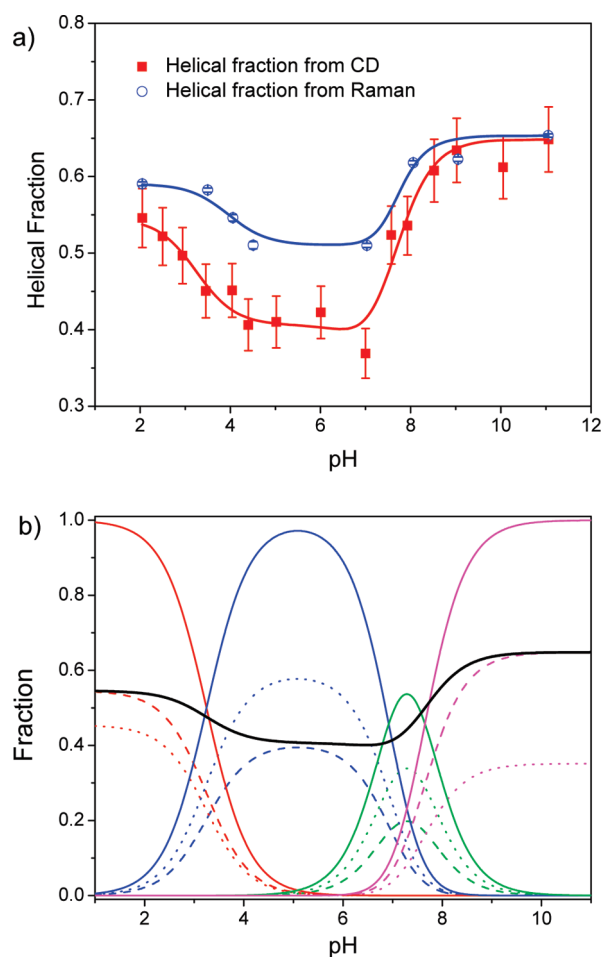 a)
0.8
0.7
0.6
0.5
0.4
0.3
Helical Fraction
Helical fraction from CD
Helical fraction from Raman
0 2 4 6 8 10 12
pH
b)
1.0
0.8
0.6
0.4
0.2
0.0
Fraction
2 4 6 8 10
pH